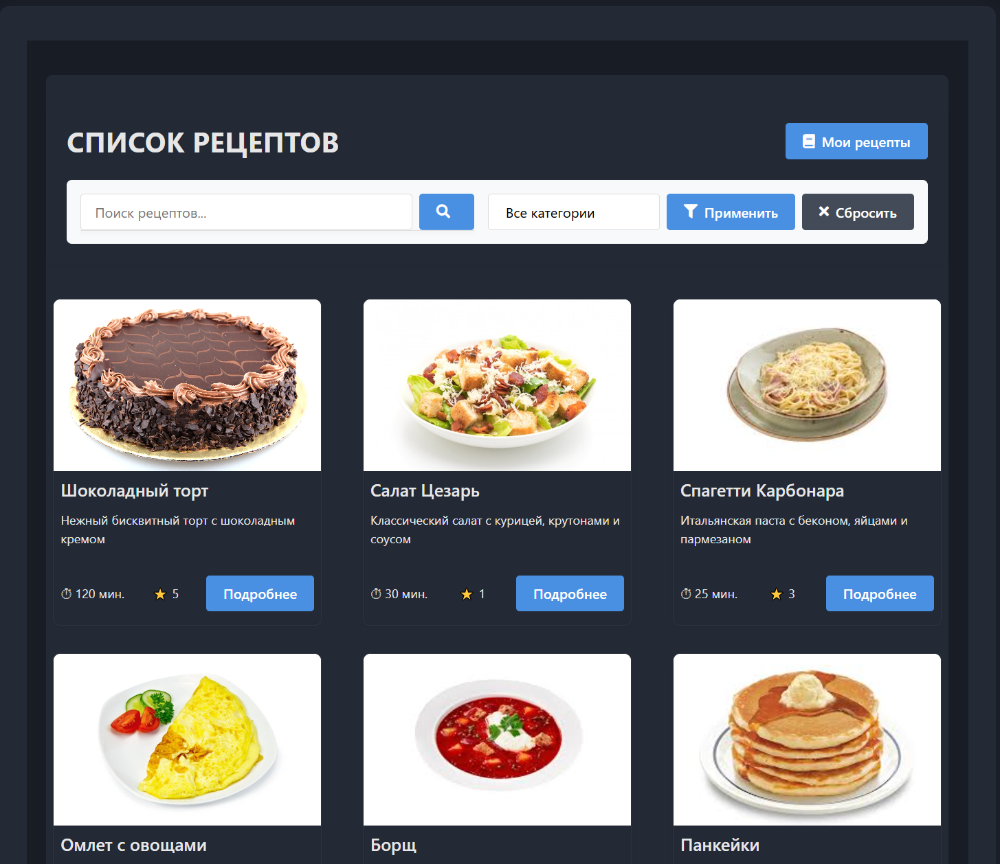 СПИСОК РЕЦЕПТОВ
Мои рецепты
Поиск рецептов...
Все категории
Применить
Сбросить
Шоколадный торт
Нежный бисквитный торт с шоколадным
кремом
120 мин.
5
Подробнее
Салат Цезарь
Классический салат с курицей, крутонами и
соусом
30 мин.
1
Подробнее
Спагетти Карбонара
Итальянская паста с беконом, яйцами и
пармезаном
25 мин.
3
Подробнее
Омлет с овощами
Борщ
Панкейки